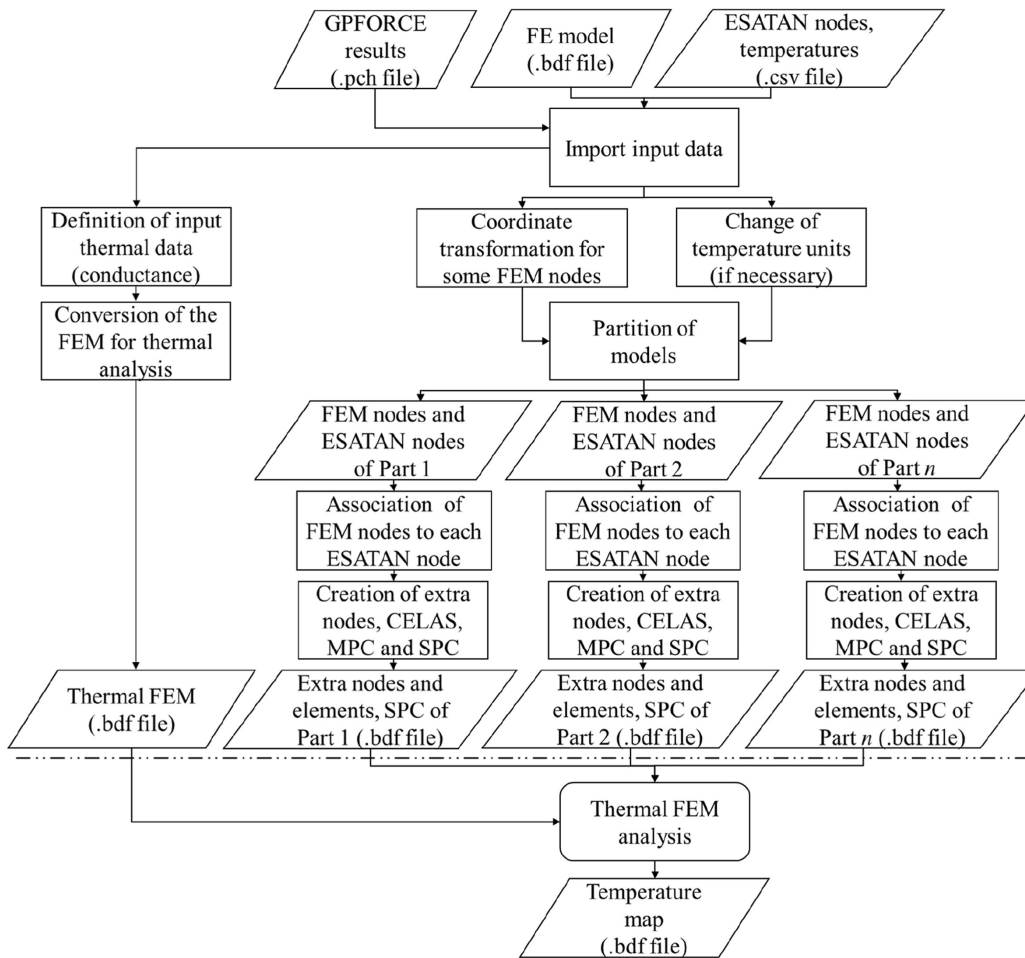 GPFORCE
results
(.pch file)
FE model
(.bdf file)
ESATAN nodes,
temperatures
(.csv file)
Import input data
Definition of input
thermal data
(conductance)
Coordinate
transformation for
some FEM nodes
Change of
temperature units
(if necessary)
Conversion of the
FEM for thermal
analysis
Partition of
models
FEM nodes and
ESATAN nodes
of Part 1
FEM nodes and
ESATAN nodes
of Part 2
FEM nodes and
ESATAN nodes
of Part n
Association of
FEM nodes to each
ESATAN node
Association of
FEM nodes to each
ESATAN node
Association of
FEM nodes to each
ESATAN node
Creation of extra
nodes, CELAS,
MPC and SPC
Creation of extra
nodes, CELAS,
MPC and SPC
Creation of extra
nodes, CELAS,
MPC and SPC
Thermal FEM
(.bdf file)
Extra nodes and
elements, SPC of
Part 1 (.bdf file)
Extra nodes and
elements, SPC of
Part 2 (.bdf file)
Extra nodes and
elements, SPC of
Part n (.bdf file)
Thermal FEM
analysis
Temperature
map
(.bdf file)